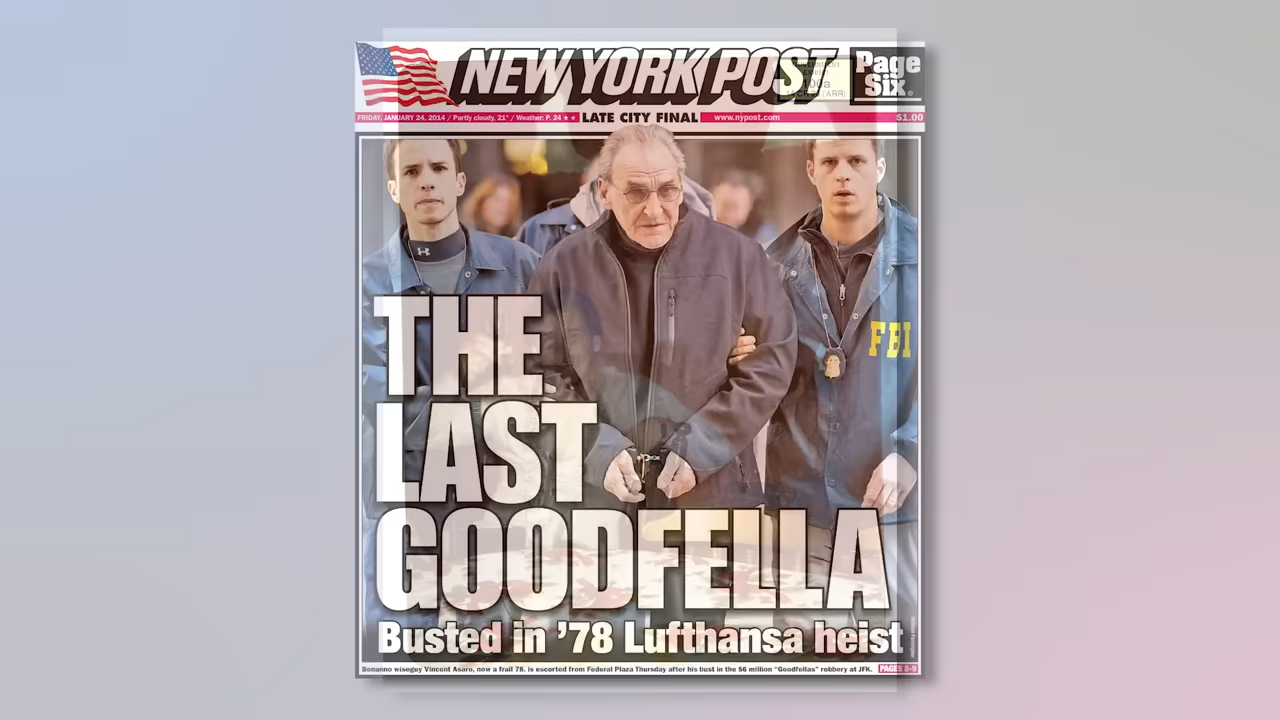 NEW YORK POST
Page
Six®
FRIDAY, JANUARY 24, 2014 / Partly cloudy, 21° / Weather: P. 24 ★ ★
LATE CITY FINAL
www.nypost.com
$1.00
FBI
THE
LAST
GOODFELLA
Busted in ’78 Lufthansa heist
Bonanno wiseguy Vincent Asaro, now a frail 78, is escorted from Federal Plaza Thursday after his bust in the $6 million “Goodfellas” robbery at JFK. PAGES 8-9